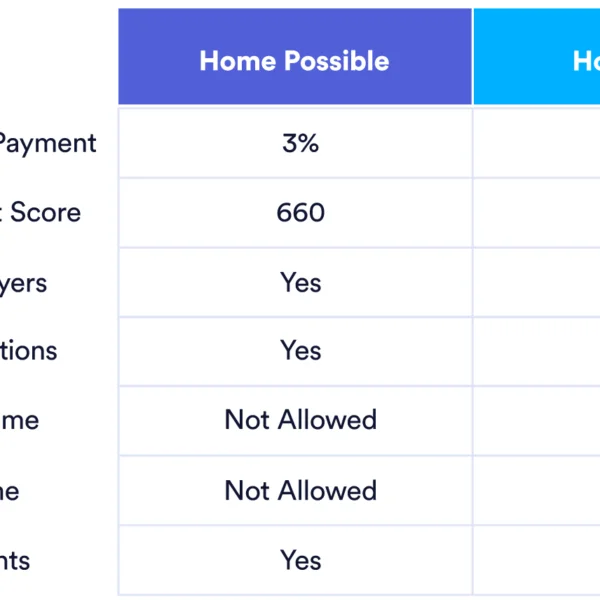 Home Possible Ho
Payment 3%
t Score 660
yers Yes
tions Yes
me Not Allowed
ne Not Allowed
nts Yes